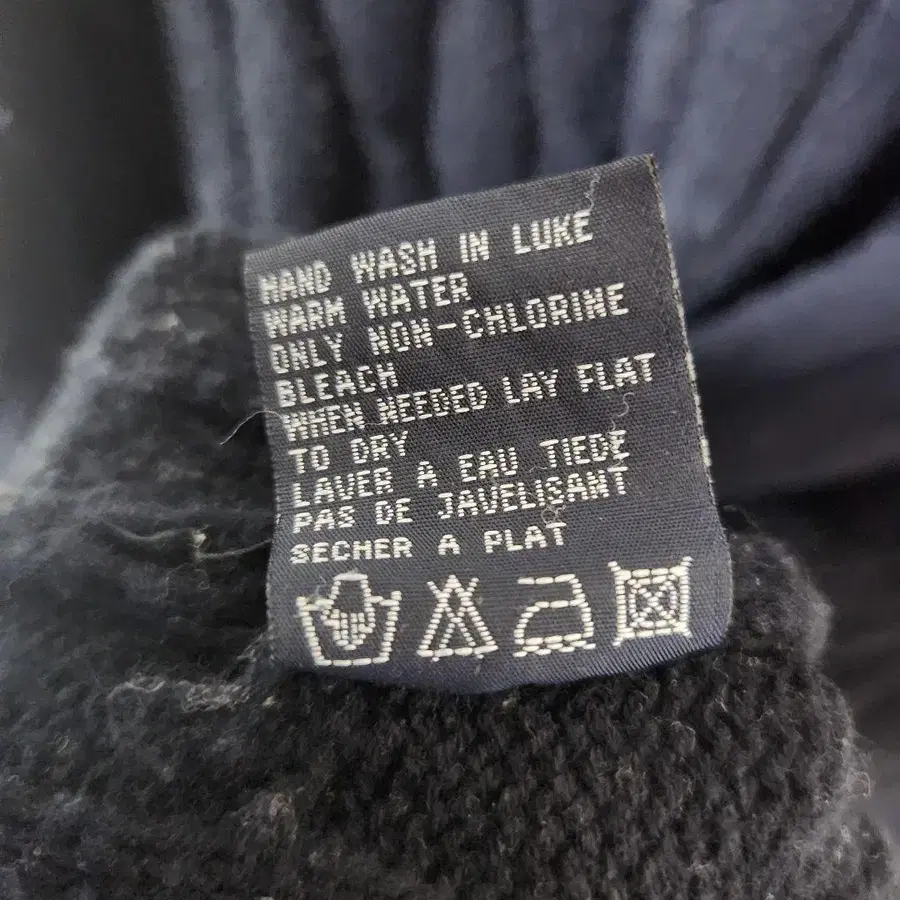 HAND WASH IN LUKE
WARM WATER
ONLY NON-CHLORINE
BLEACH
WHEN NEEDED LAY FLAT
TO DRY
LAVER A EAU TIEDE
PAS DE JAVELISANT
SECHER A PLAT